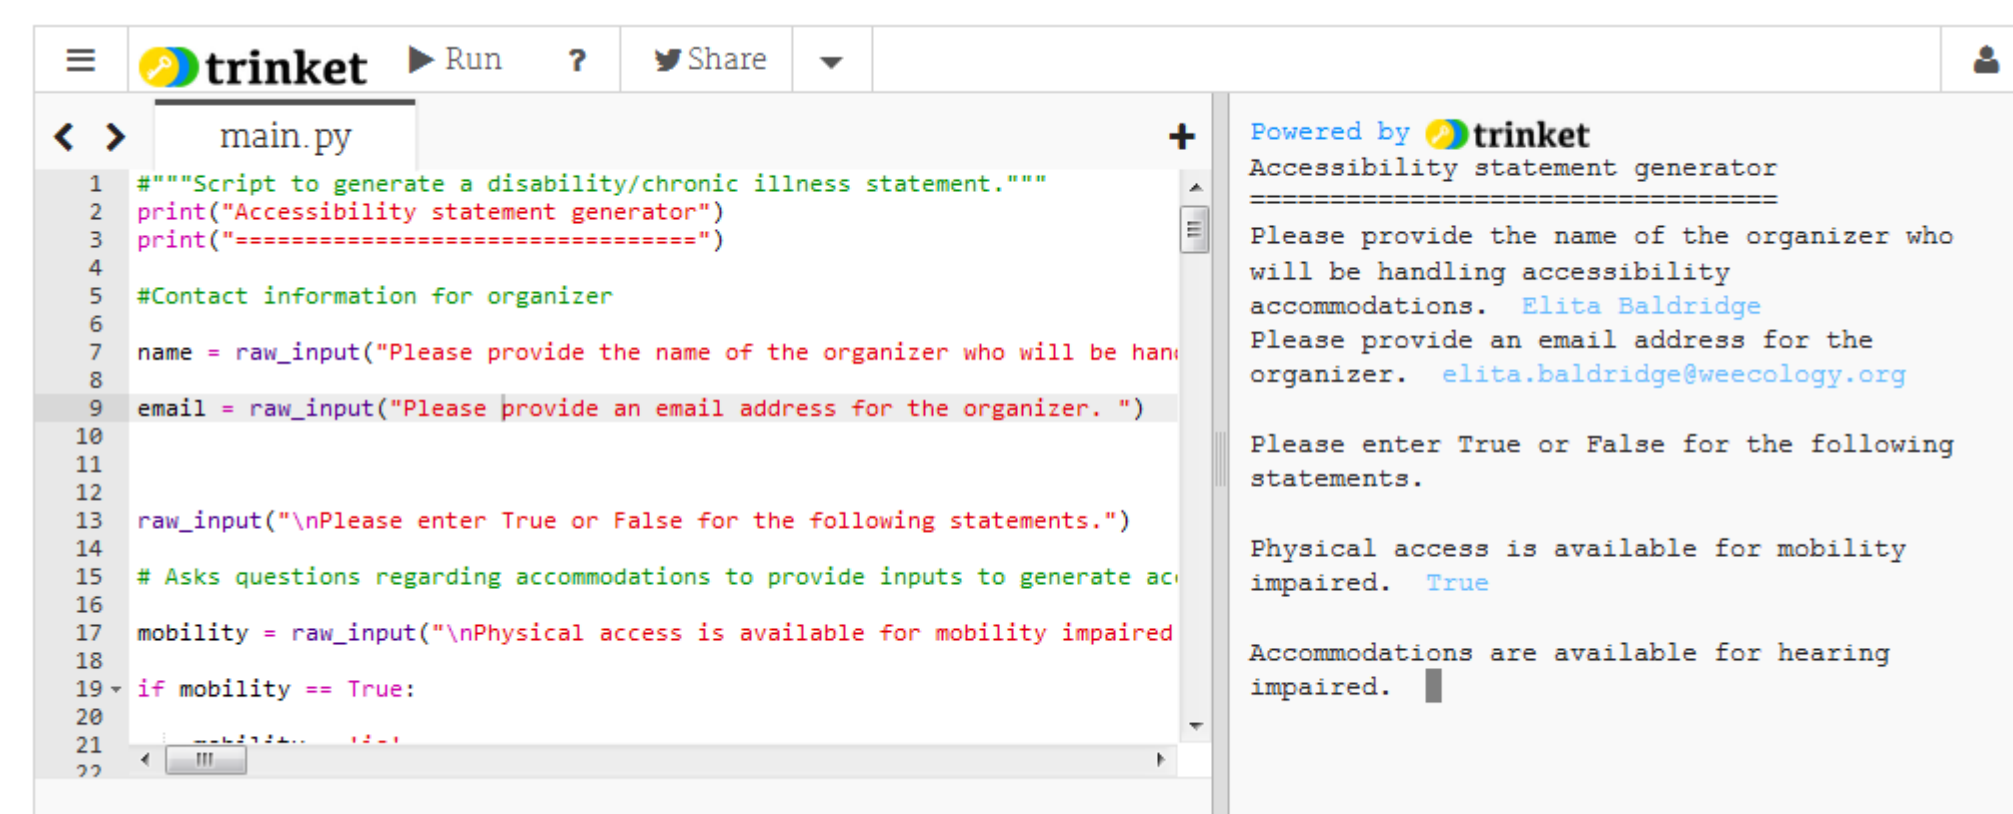 trinket Run ? Share
main.py
1 #"""Script to generate a disability/chronic illness statement."""
2 print("Accessibility statement generator")
3 print("=================================")
4
5 #Contact information for organizer
6
7 name = raw_input("Please provide the name of the organizer who will be
8
9 email = raw_input("Please provide an email address for the organizer. ")
10
11
12
13 raw_input("\nPlease enter True or False for the following statements.")
14
15 # Asks questions regarding accommodations to provide inputs to generate
16
17 mobility = raw_input("\nPhysical access is available for mobility impaired
18
19 if mobility == True:
20
21
22
Powered by trinket
Accessibility statement generator
=================================
Please provide the name of the organizer who
will be handling accessibility
accommodations. Elita Baldridge
Please provide an email address for the
organizer. elita.baldridge@weecology.org
Please enter True or False for the following
statements.
Physical access is available for mobility
impaired. True
Accommodations are available for hearing
impaired.